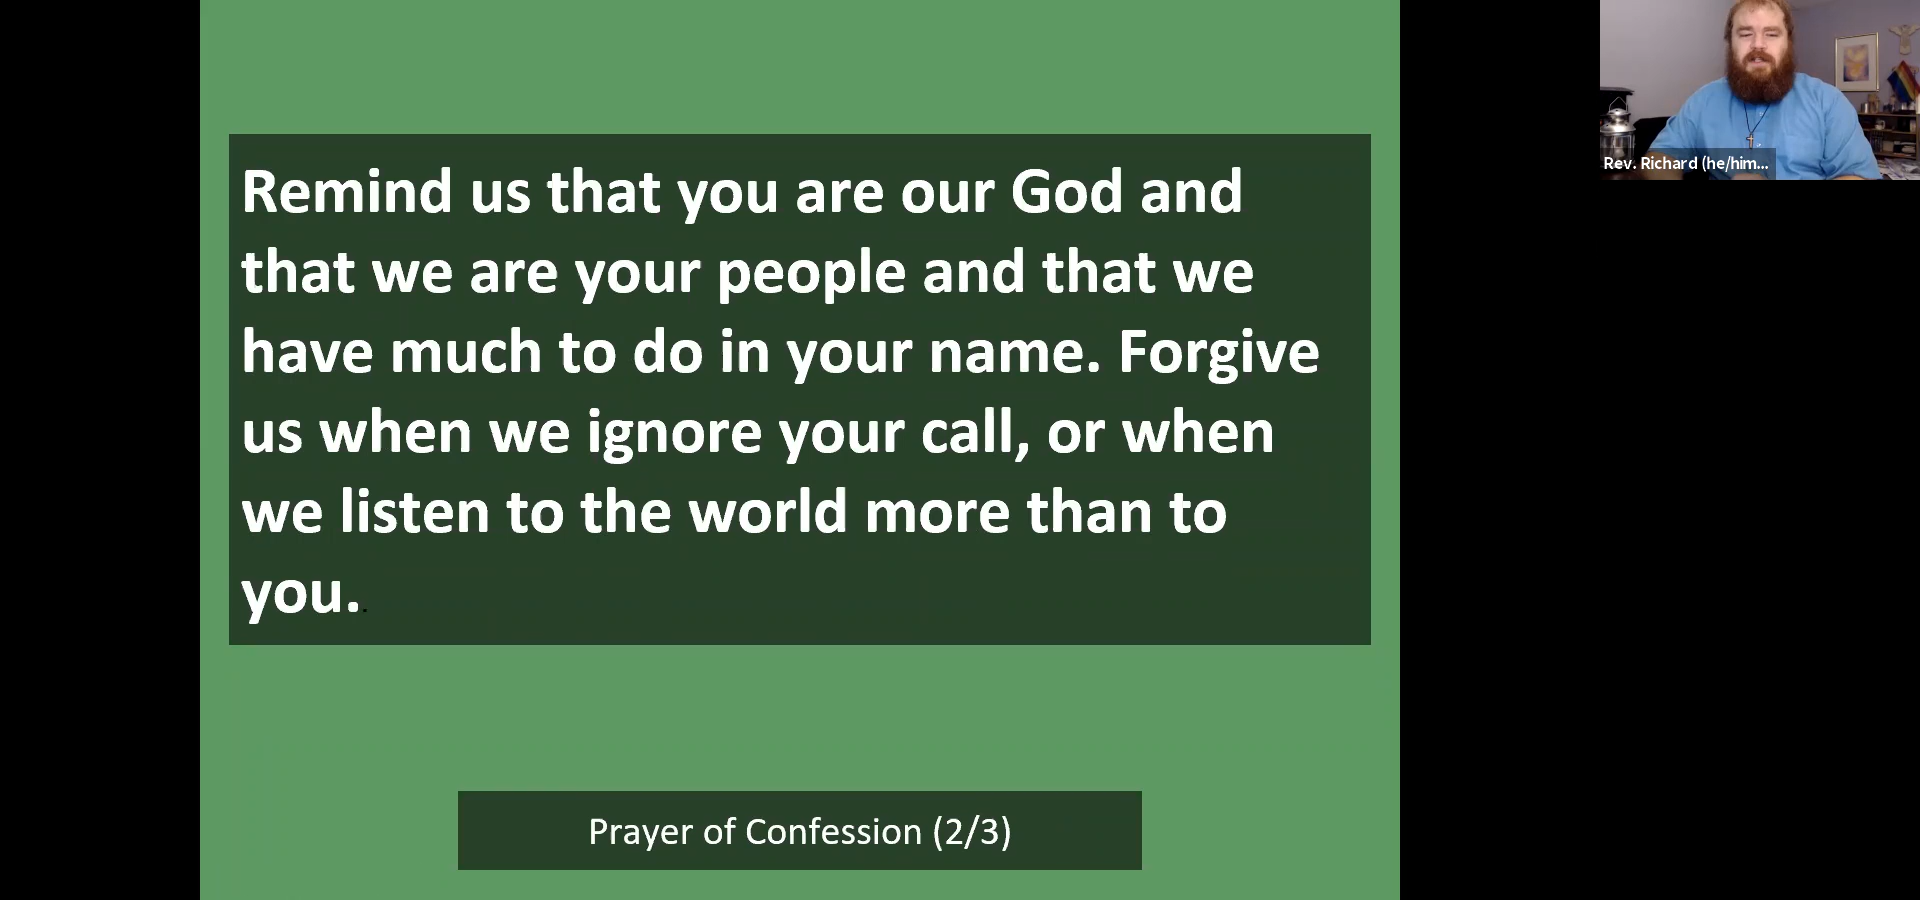 Remind us that you are our God and
that we are your people and that we
have much to do in your name. Forgive
us when we ignore your call, or when
we listen to the world more than to
you..
Prayer of Confession (2/3)
Rev. Richard (he/him...